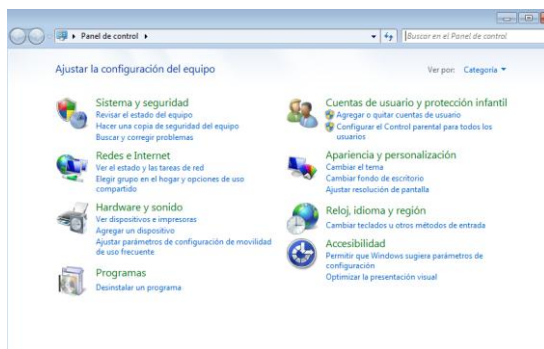 Panel de control
Buscar en el Panel de control
Ajustar la configuración del equipo
Ver por: Categoría
Sistema y seguridad
Revisar el estado del equipo
Hacer una copia de seguridad del equipo
Buscar y corregir problemas
Redes e Internet
Ver el estado y las tareas de red
Elegir grupo en el hogar y opciones de uso
compartido
Hardware y sonido
Ver dispositivos e impresoras
Agregar un dispositivo
Ajustar parámetros de configuración de movilidad
de uso frecuente
Programas
Desinstalar un programa
Cuentas de usuario y protección infantil
Agregar o quitar cuentas de usuario
Configurar el Control parental para todos los
usuarios
Apariencia y personalización
Cambiar el tema
Cambiar fondo de escritorio
Ajustar resolución de pantalla
Reloj, idioma y región
Cambiar teclados u otros métodos de entrada
Accesibilidad
Permitir que Windows sugiera parámetros de
configuración
Optimizar la presentación visual